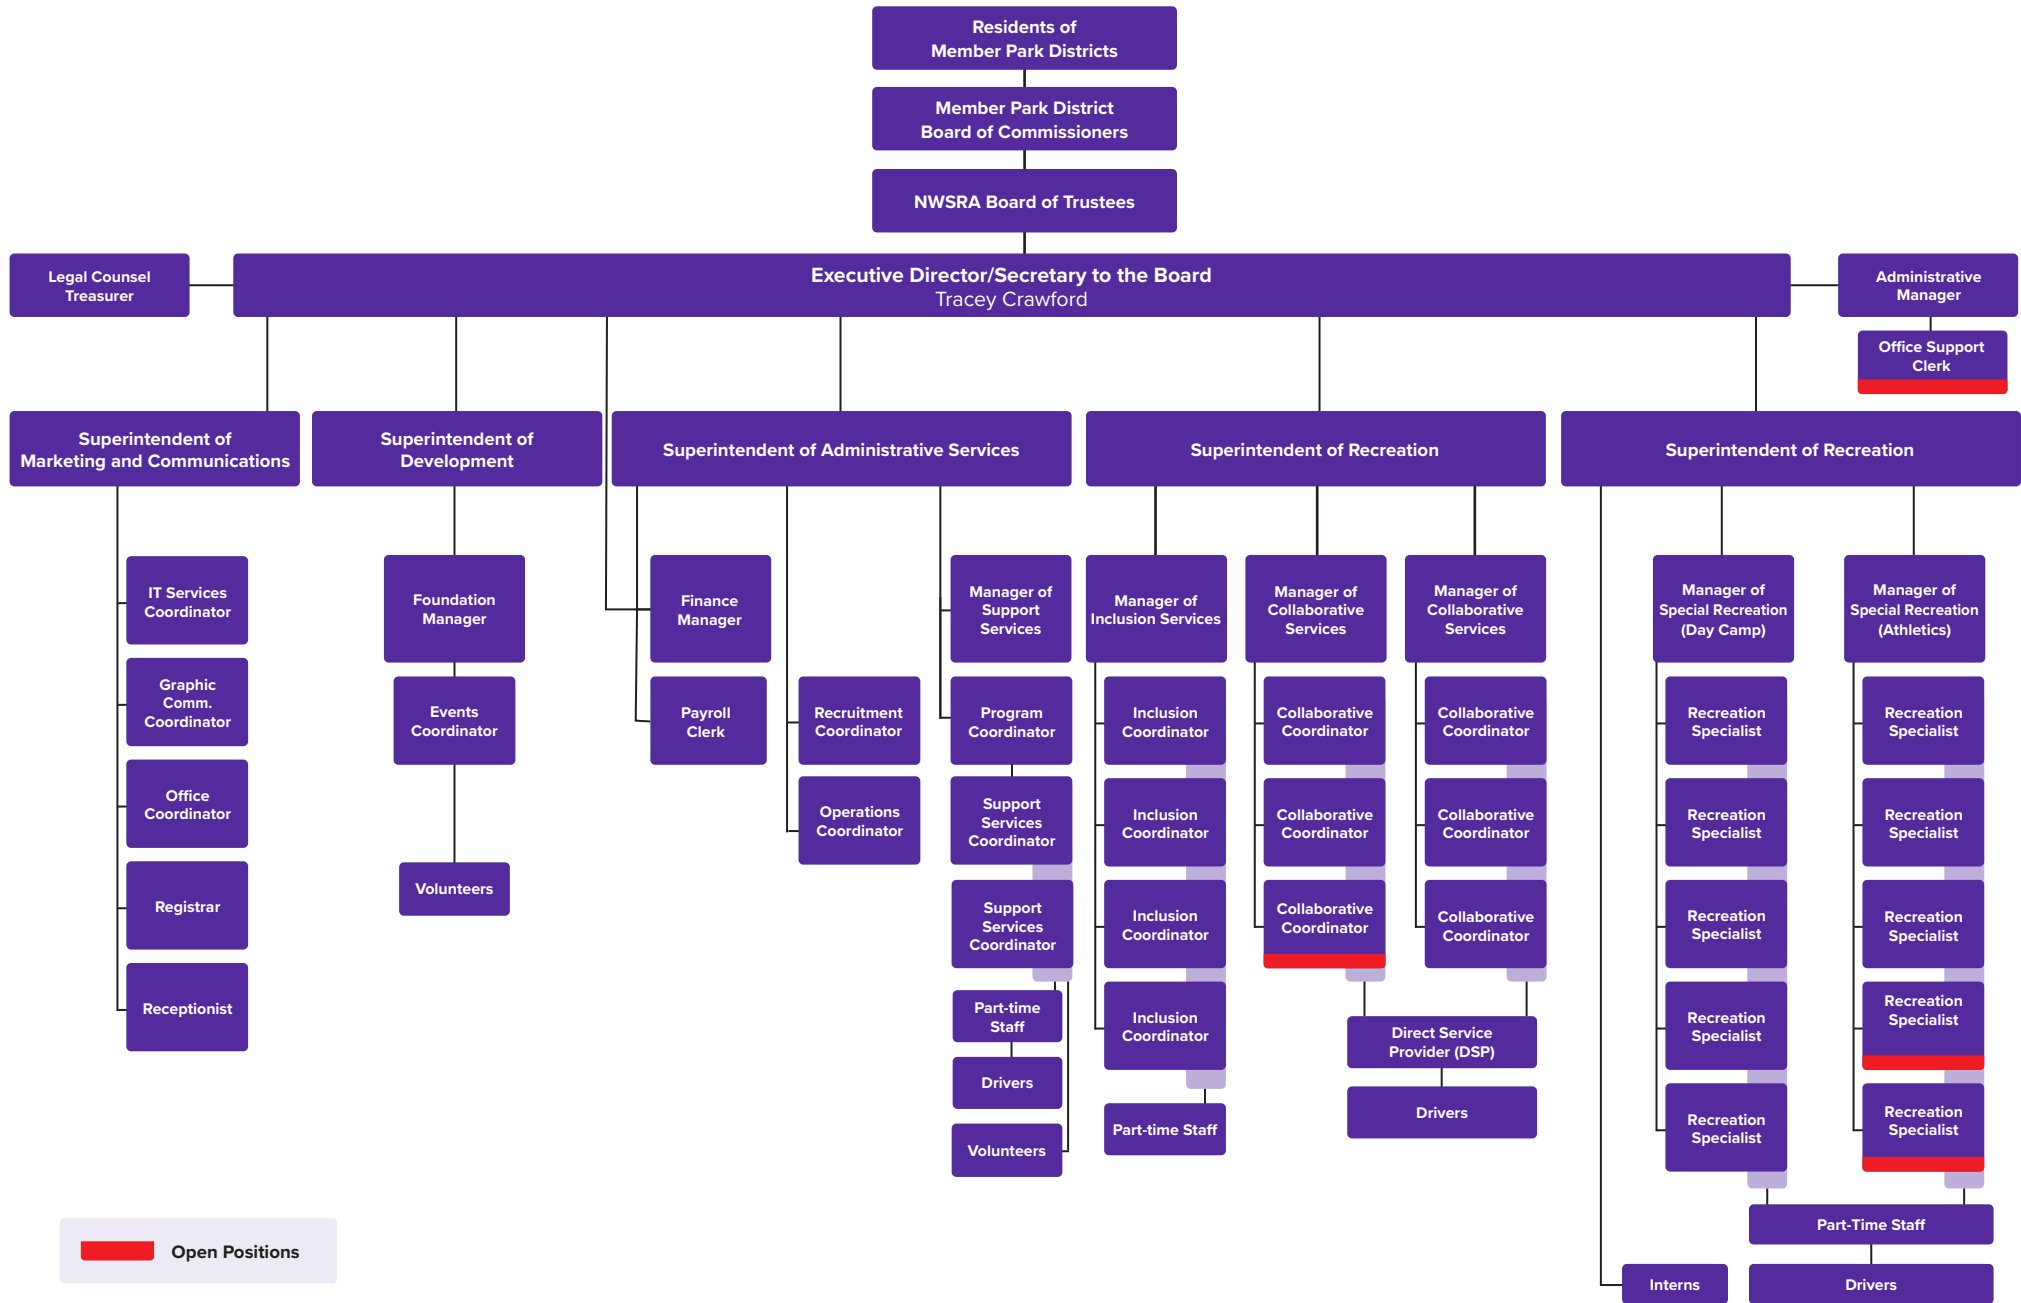 Residents of
Member Park Districts
Member Park District
Board of Commissioners
NWSRA Board of Trustees
Legal Counsel
Treasurer
Executive Director/Secretary to the Board
Tracey Crawford
Administrative
Manager
Office Support
Clerk
Superintendent of
Marketing and Communications
Superintendent of
Development
Superintendent of Administrative Services
Superintendent of Recreation
Superintendent of Recreation
IT Services
Coordinator
Graphic
Comm.
Coordinator
Office
Coordinator
Registrar
Receptionist
Foundation
Manager
Events
Coordinator
Volunteers
Finance
Manager
Payroll
Clerk
Recruitment
Coordinator
Operations
Coordinator
Manager of
Support
Services
Program
Coordinator
Support
Services
Coordinator
Support
Services
Coordinator
Part-time
Staff
Drivers
Volunteers
Manager of
Inclusion Services
Inclusion
Coordinator
Inclusion
Coordinator
Inclusion
Coordinator
Inclusion
Coordinator
Part-time Staff
Manager of
Collaborative
Services
Collaborative
Coordinator
Collaborative
Coordinator
Collaborative
Coordinator
Manager of
Collaborative
Services
Collaborative
Coordinator
Collaborative
Coordinator
Collaborative
Coordinator
Direct Service
Provider (DSP)
Drivers
Manager of
Special Recreation
(Day Camp)
Recreation
Specialist
Recreation
Specialist
Recreation
Specialist
Recreation
Specialist
Recreation
Specialist
Manager of
Special Recreation
(Athletics)
Recreation
Specialist
Recreation
Specialist
Recreation
Specialist
Recreation
Specialist
Recreation
Specialist
Part-Time Staff
Interns
Drivers
Open Positions